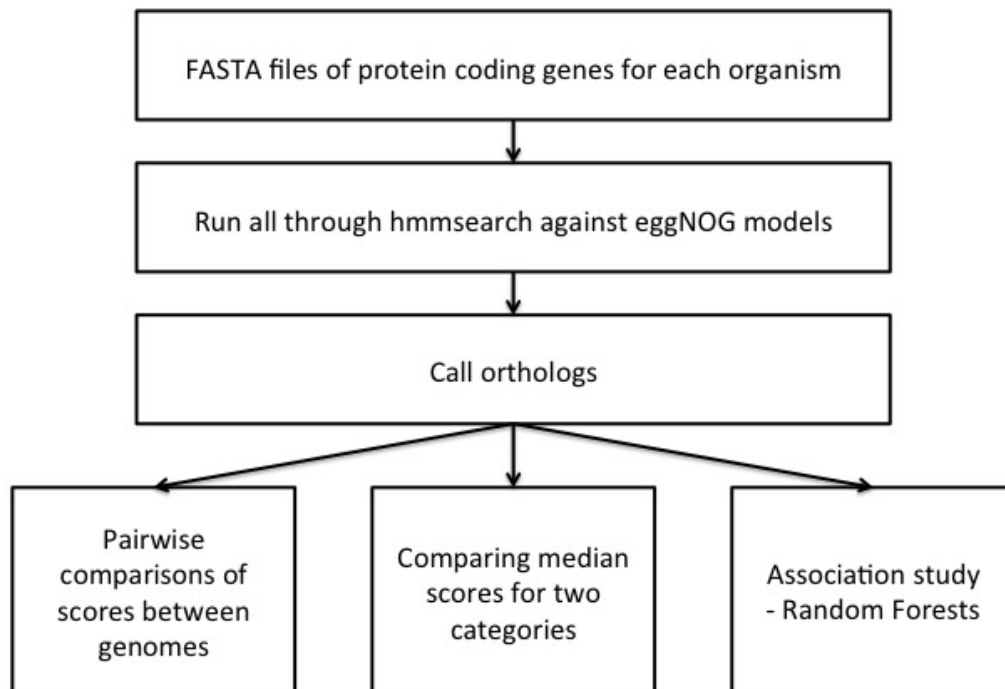 FASTA files of protein coding genes for each organism
Run all through hmmsearch against eggNOG models
Call orthologs
Pairwise
comparisons of
scores between
genomes
Comparing median
scores for two
categories
Association study
- Random Forests